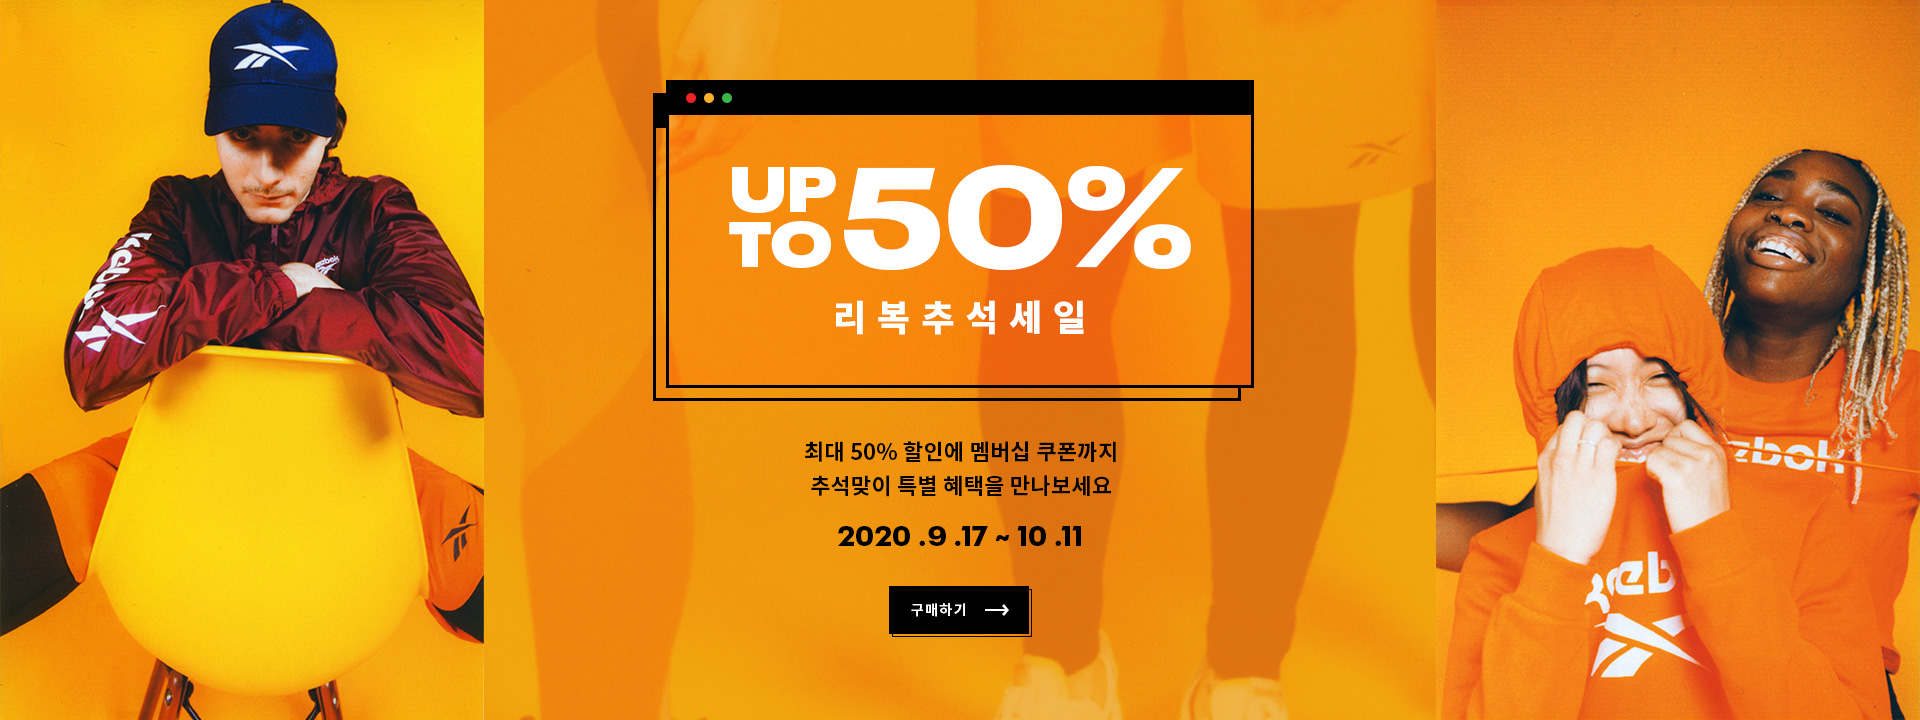 UP TO 50%
리복추석세일
최대 50% 할인에 멤버십 쿠폰까지
추석맞이 특별 혜택을 만나보세요
2020 .9 .17 ~ 10 .11
구매하기
Reebok
Reebok